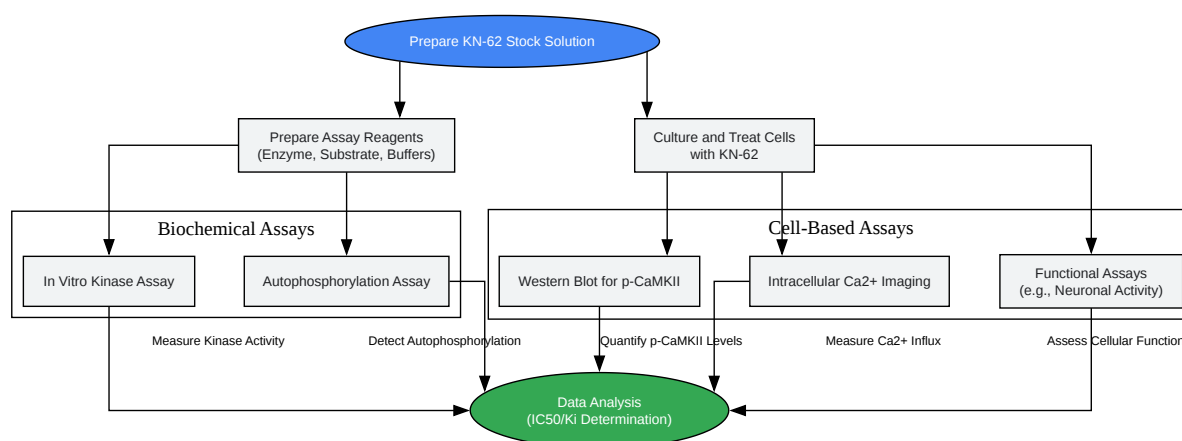 Prepare KN-62 Stock Solution
Prepare Assay Reagents
(Enzyme, Substrate, Buffers)
Culture and Treat Cells
with KN-62
Biochemical Assays
Cell-Based Assays
In Vitro Kinase Assay
Autophosphorylation Assay
Western Blot for p-CaMKII
Intracellular Ca2+ Imaging
Functional Assays
(e.g., Neuronal Activity)
Measure Kinase Activity
Detect Autophosphorylation
Quantify p-CaMKII Levels
Measure Ca2+ Influx
Assess Cellular Function
Data Analysis
(IC50/Ki Determination)